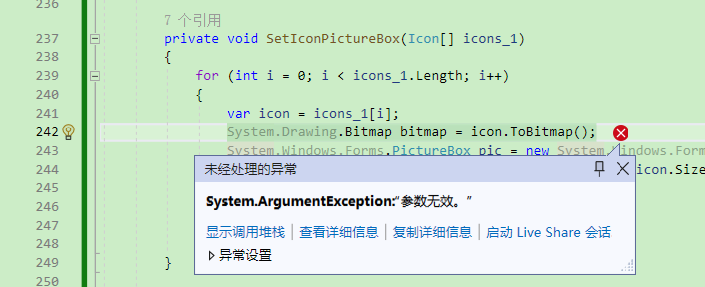 236
7 个引用
237 private void SetIconPictureBox(Icon[] icons_1)
238 {
239 for (int i = 0; i < icons_1.Length; i++)
240 {
241 var icon = icons_1[i];
242 System.Drawing.Bitmap bitmap = icon.ToBitmap();
243 System.Windows.Forms.PictureBox pic = new System.Windows.Form
244 icon.Size
245
246
247
248
249 }
250
未经处理的异常
System.ArgumentException:“参数无效。”
显示调用堆栈 | 查看详细信息 | 复制详细信息 | 启动 Live Share 会话
异常设置